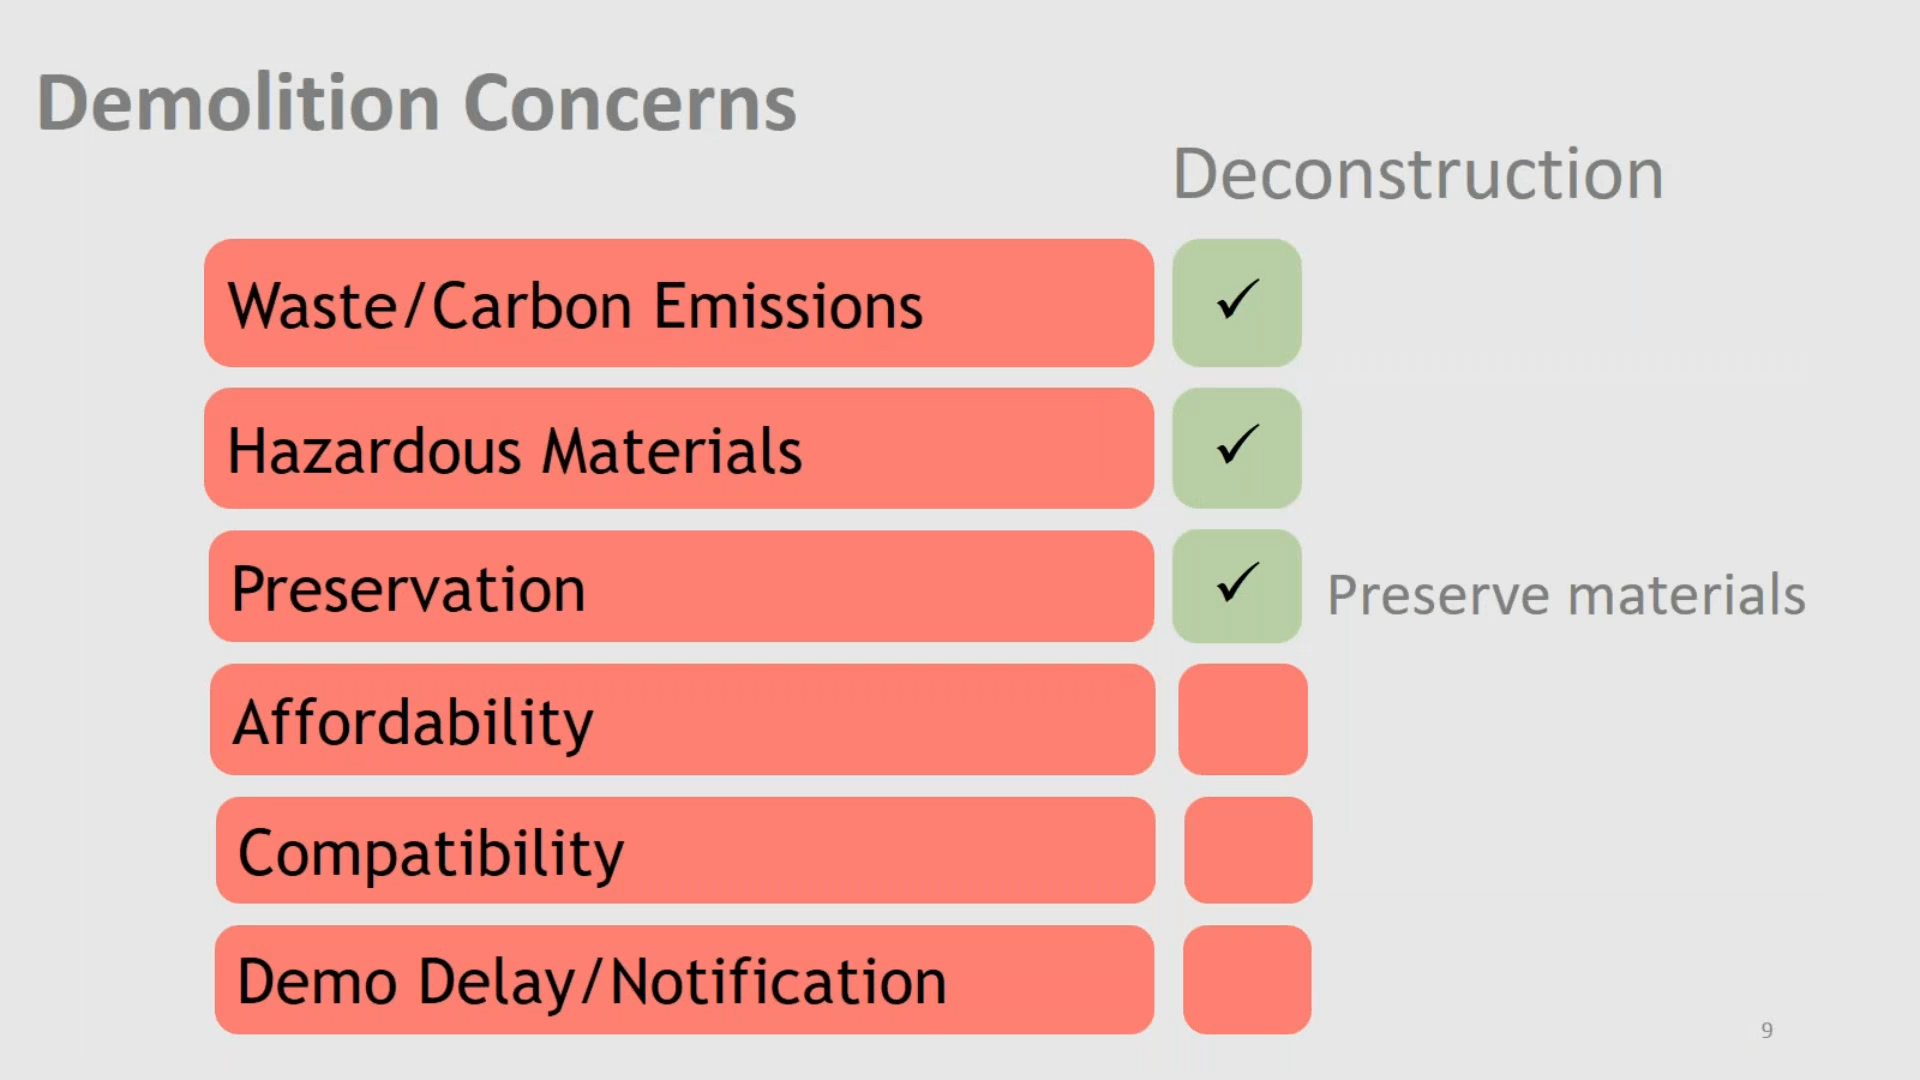 Demolition Concerns
Deconstruction
Waste/Carbon Emissions ✓
Hazardous Materials ✓
Preservation ✓ Preserve materials
Affordability
Compatibility
Demo Delay/Notification
9